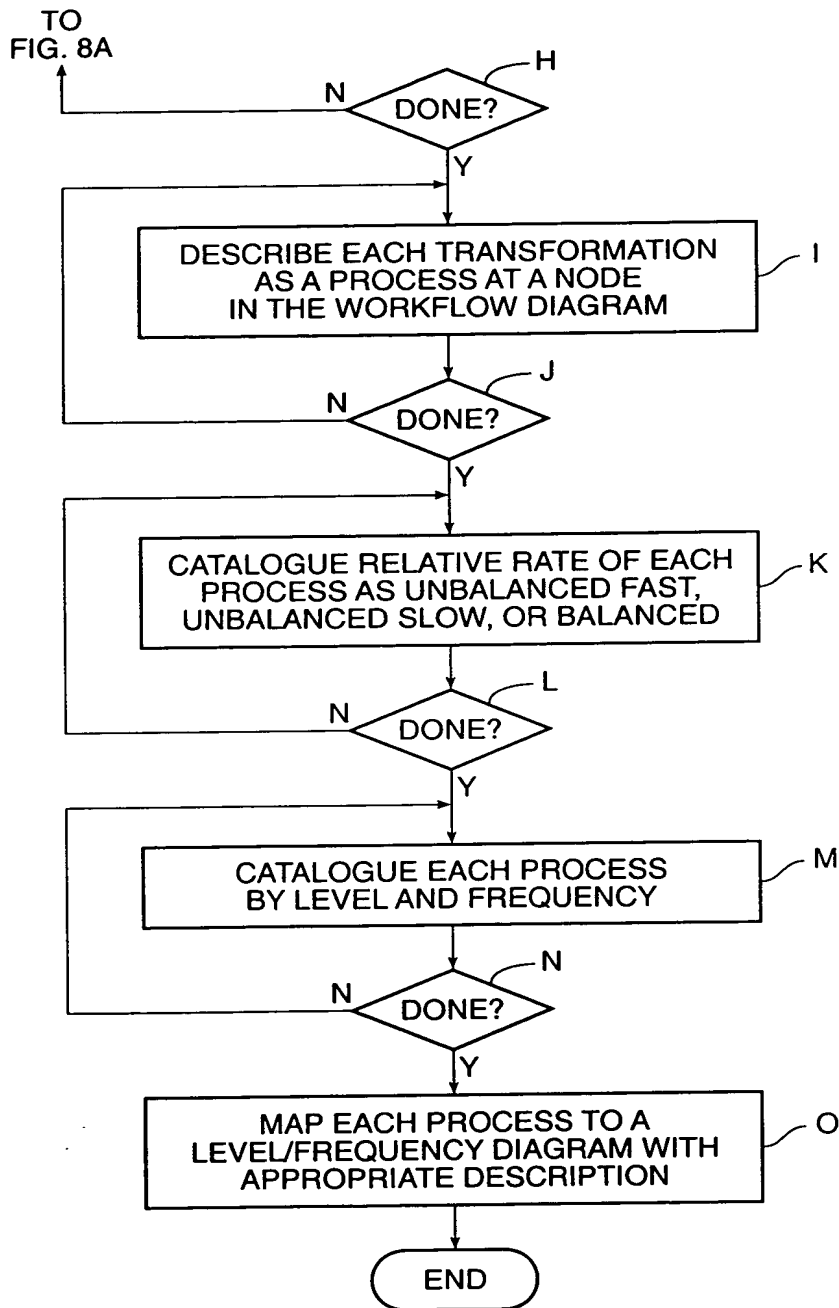 TO
FIG. 8A
H
N
DONE?
Y
DESCRIBE EACH TRANSFORMATION
AS A PROCESS AT A NODE
IN THE WORKFLOW DIAGRAM
I
J
N
DONE?
Y
CATALOGUE RELATIVE RATE OF EACH
PROCESS AS UNBALANCED FAST,
UNBALANCED SLOW, OR BALANCED
K
L
N
DONE?
Y
CATALOGUE EACH PROCESS
BY LEVEL AND FREQUENCY
M
N
N
DONE?
Y
MAP EACH PROCESS TO A
LEVEL/FREQUENCY DIAGRAM WITH
APPROPRIATE DESCRIPTION
O
END